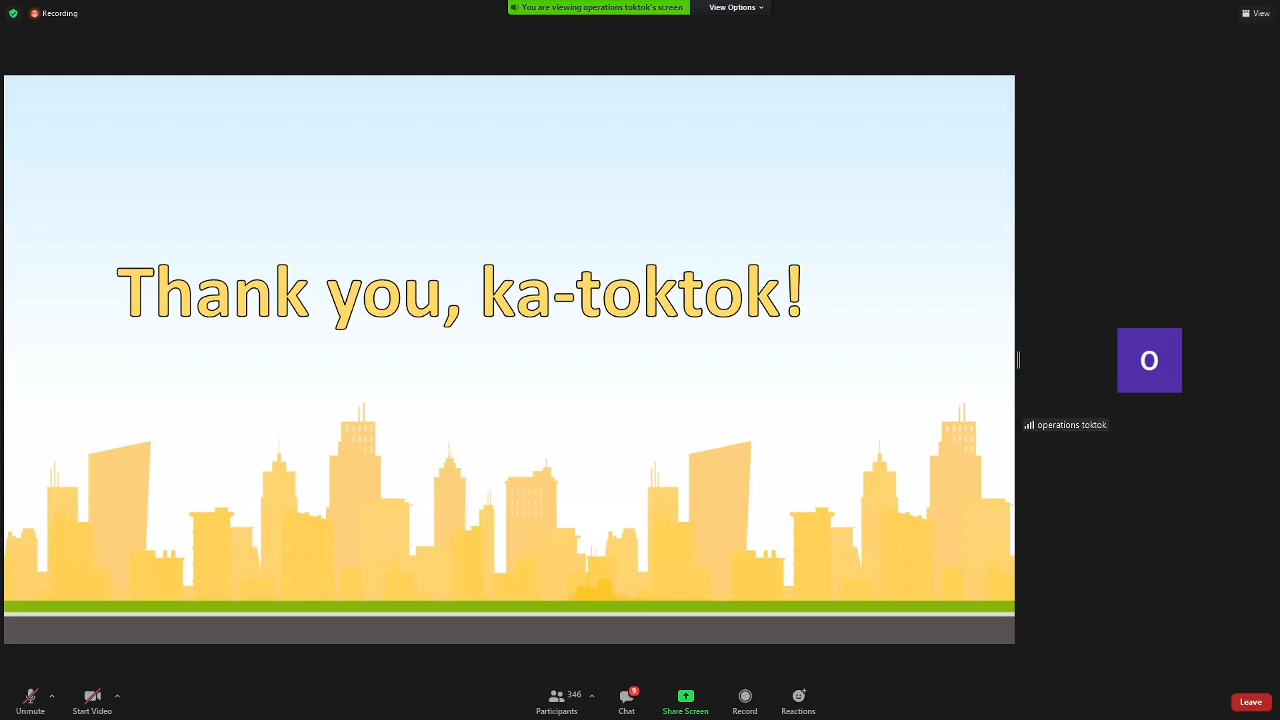 Recording
You are viewing operations toktok's screen
View Options
View
Thank you, ka-toktok!
O
operations toktok
Unmute
Start Video
346
Participants
9
Chat
Share Screen
Record
Reactions
Leave